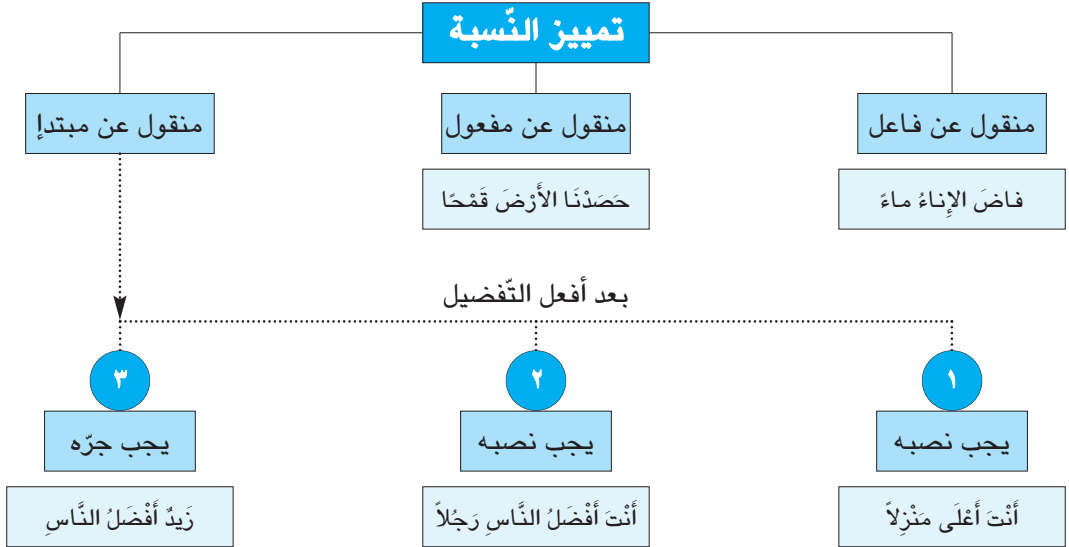 تمييز النّسبة
منقول عن فاعل
منقول عن مفعول
منقول عن مبتدإ
فاضَ الإِناءُ ماءً
حَصَدْنَا الأَرْضَ قَمْحًا
بعد أفعل التّفضيل
١
٢
٣
يجب نصبه
يجب نصبه
يجب جرّه
أَنْتَ أَعْلَى مَنْزِلاً
أَنْتَ أَفْضَلُ النَّاسِ رَجُلاً
زَيدٌ أَفْضَلُ النَّاسِ